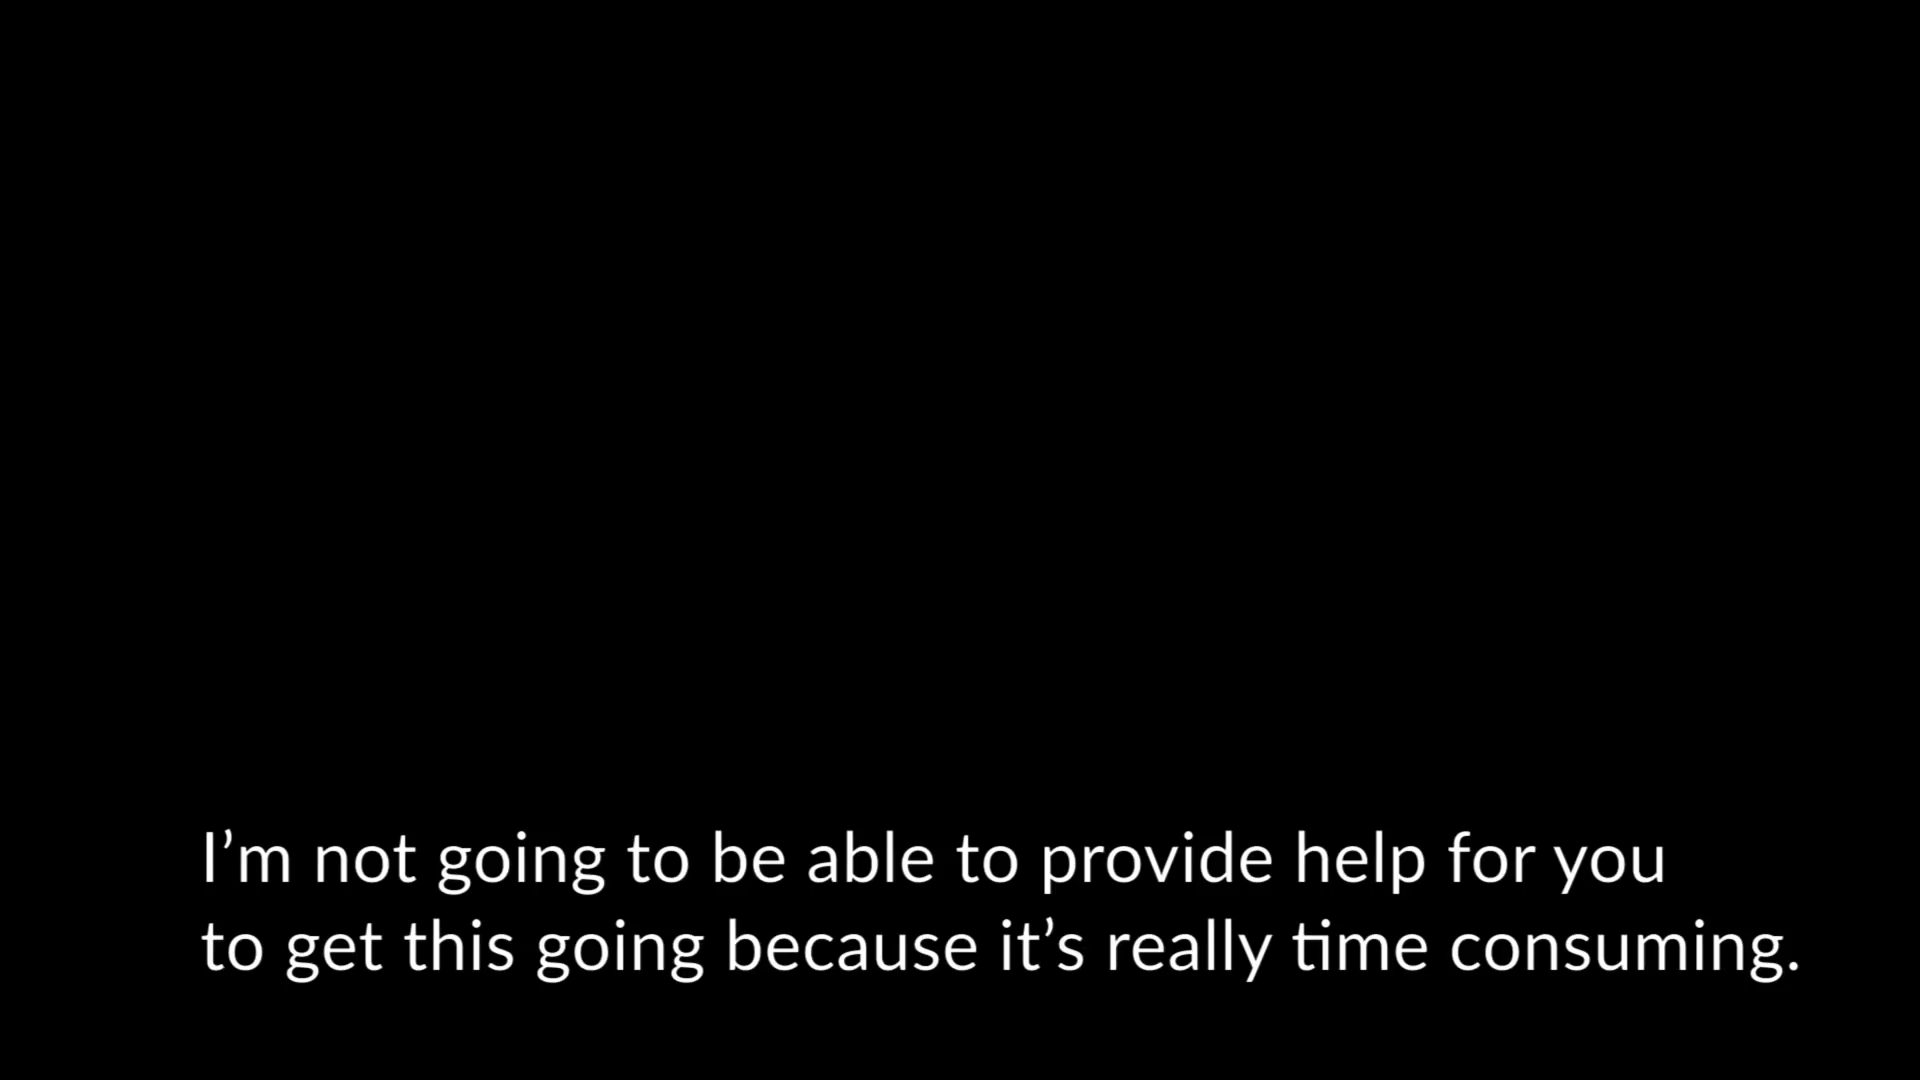 I’m not going to be able to provide help for you
to get this going because it’s really time consuming.